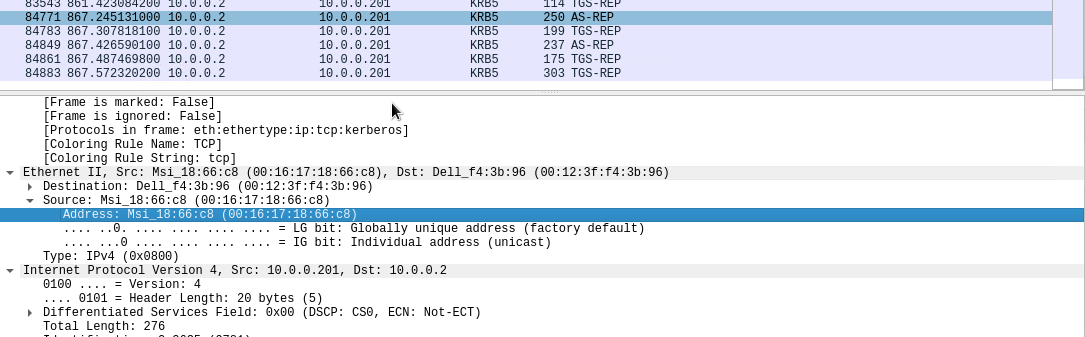 83543 861.423084200 10.0.0.2 10.0.0.201 KRB5 114 TGS-REP
84771 867.245131000 10.0.0.2 10.0.0.201 KRB5 250 AS-REP
84783 867.307818100 10.0.0.2 10.0.0.201 KRB5 199 TGS-REP
84849 867.426590100 10.0.0.2 10.0.0.201 KRB5 237 AS-REP
84861 867.487469800 10.0.0.2 10.0.0.201 KRB5 175 TGS-REP
84883 867.572320200 10.0.0.2 10.0.0.201 KRB5 303 TGS-REP
[Frame is marked: False]
[Frame is ignored: False]
[Protocols in frame: eth:ethertype:ip:tcp:kerberos]
[Coloring Rule Name: TCP]
[Coloring Rule String: tcp]
Ethernet II, Src: Msi_18:66:c8 (00:16:17:18:66:c8), Dst: Dell_f4:3b:96 (00:12:3f:f4:3b:96)
Destination: Dell_f4:3b:96 (00:12:3f:f4:3b:96)
Source: Msi_18:66:c8 (00:16:17:18:66:c8)
Address: Msi_18:66:c8 (00:16:17:18:66:c8)
.... ..0. .... .... .... .... = LG bit: Globally unique address (factory default)
.... ...0 .... .... .... .... = IG bit: Individual address (unicast)
Type: IPv4 (0x0800)
Internet Protocol Version 4, Src: 10.0.0.201, Dst: 10.0.0.2
0100 .... = Version: 4
.... 0101 = Header Length: 20 bytes (5)
Differentiated Services Field: 0x00 (DSCP: CS0, ECN: Not-ECT)
Total Length: 276